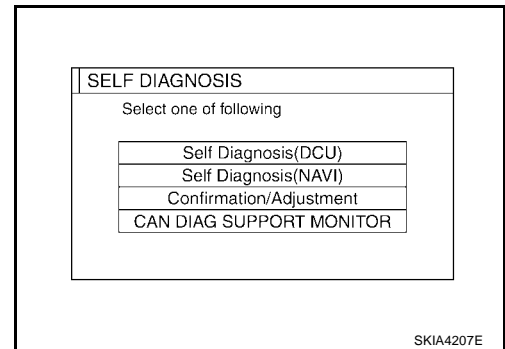 SELF DIAGNOSIS
Select one of following
Self Diagnosis(DCU)
Self Diagnosis(NAVI)
Confirmation/Adjustment
CAN DIAG SUPPORT MONITOR
SKIA4207E